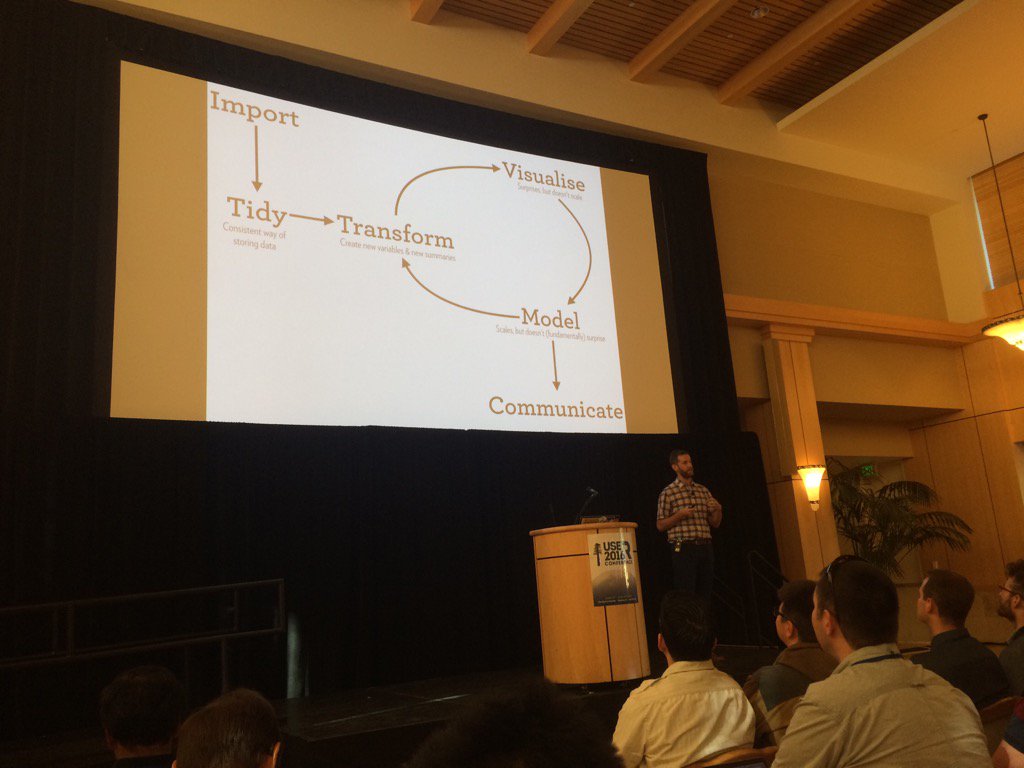 Import
Visualise
Surprises, but doesn't scale
Tidy
Consistent way of
storing data
Transform
Create new variables & new summaries
Model
Scales, but doesn't (fundamentally) surprise
Communicate
USE R
2016
CONFERENCE